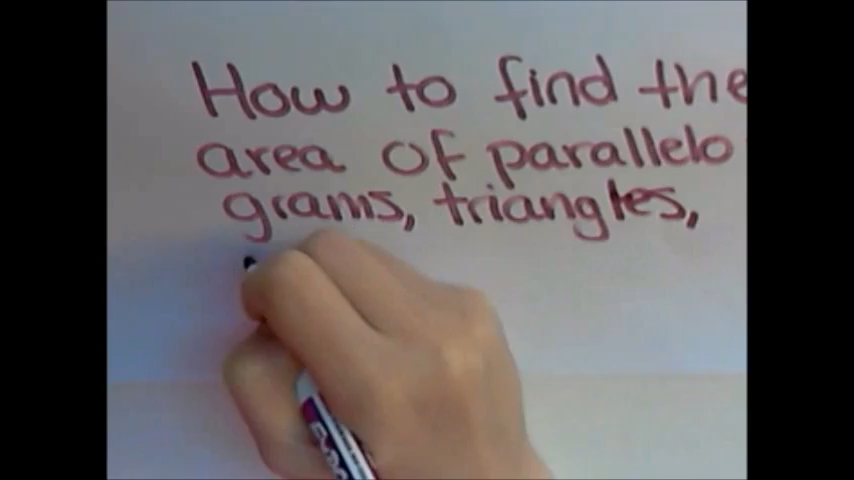 How to find the
area of parallelo
grams, triangles,